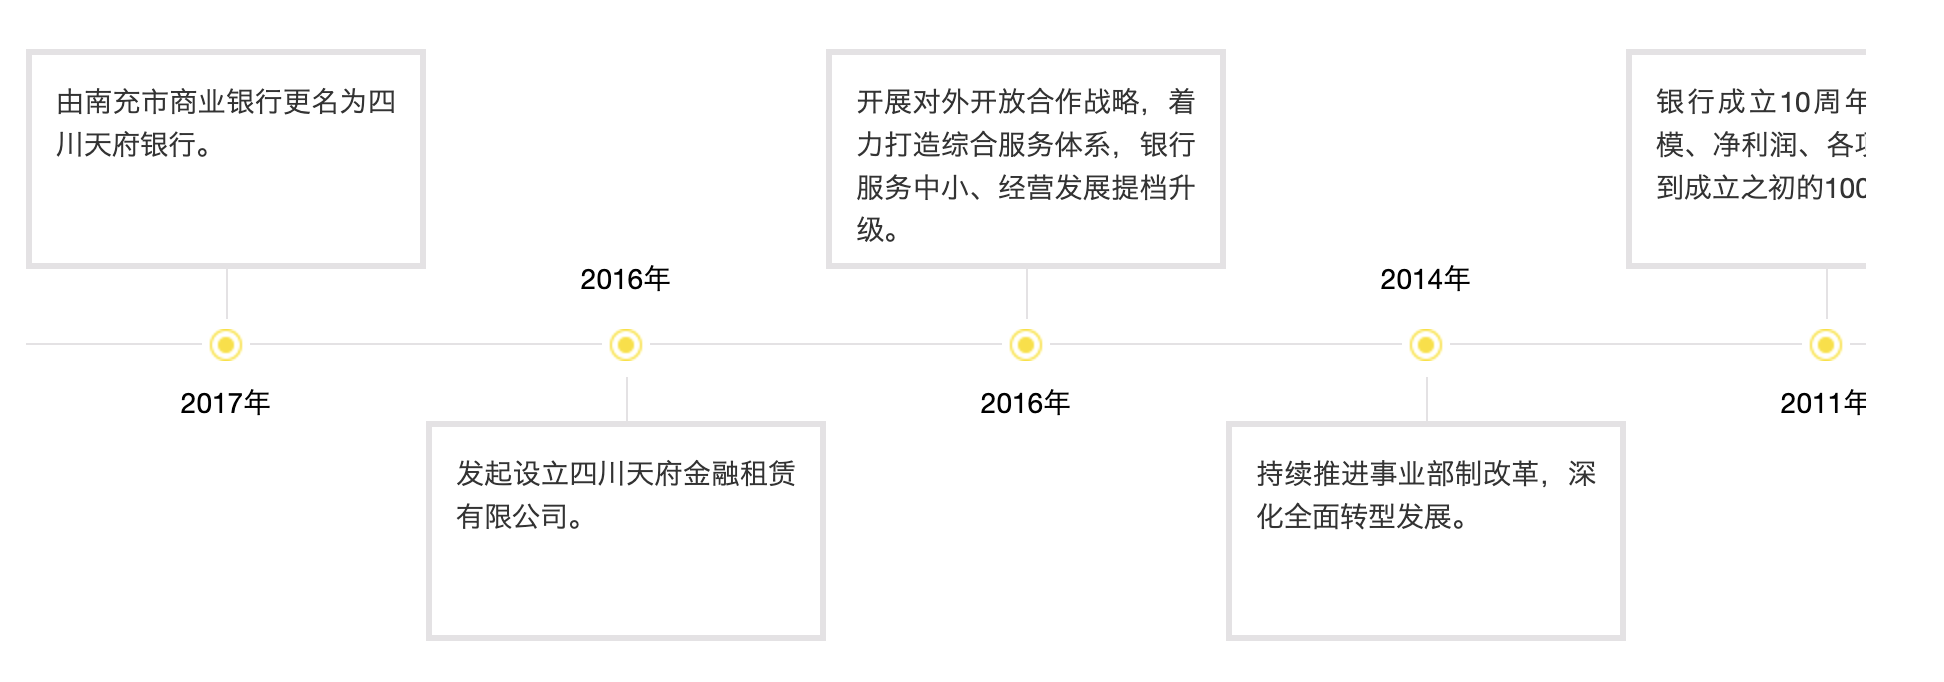 由南充市商业银行更名为四
川天府银行。
2017年
2016年
发起设立四川天府金融租赁
有限公司。
开展对外开放合作战略，着
力打造综合服务体系，银行
服务中小、经营发展提档升
级。
2016年
2014年
持续推进事业部制改革，深
化全面转型发展。
银行成立10周年
模、净利润、各项
到成立之初的100
2011年